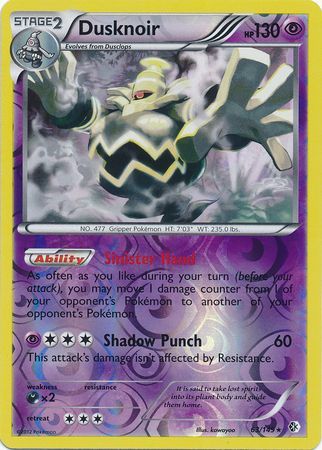 STAGE2
Dusknoir
HP130
Evolves from Dusclops
NO. 477 Gripper Pokémon HT: 7'03" WT: 235.0 lbs.
Ability Sinister Hand
As often as you like during your turn (before your
attack), you may move 1 damage counter from 1 of
your opponent's Pokémon to another of your
opponent's Pokémon.
Shadow Punch 60
This attack's damage isn't affected by Resistance.
weakness resistance
×2
retreat
It is said to take lost spirits
into its pliant body and guide
them home.
©2012 Pokémon
Illus. kawayoo
63/149